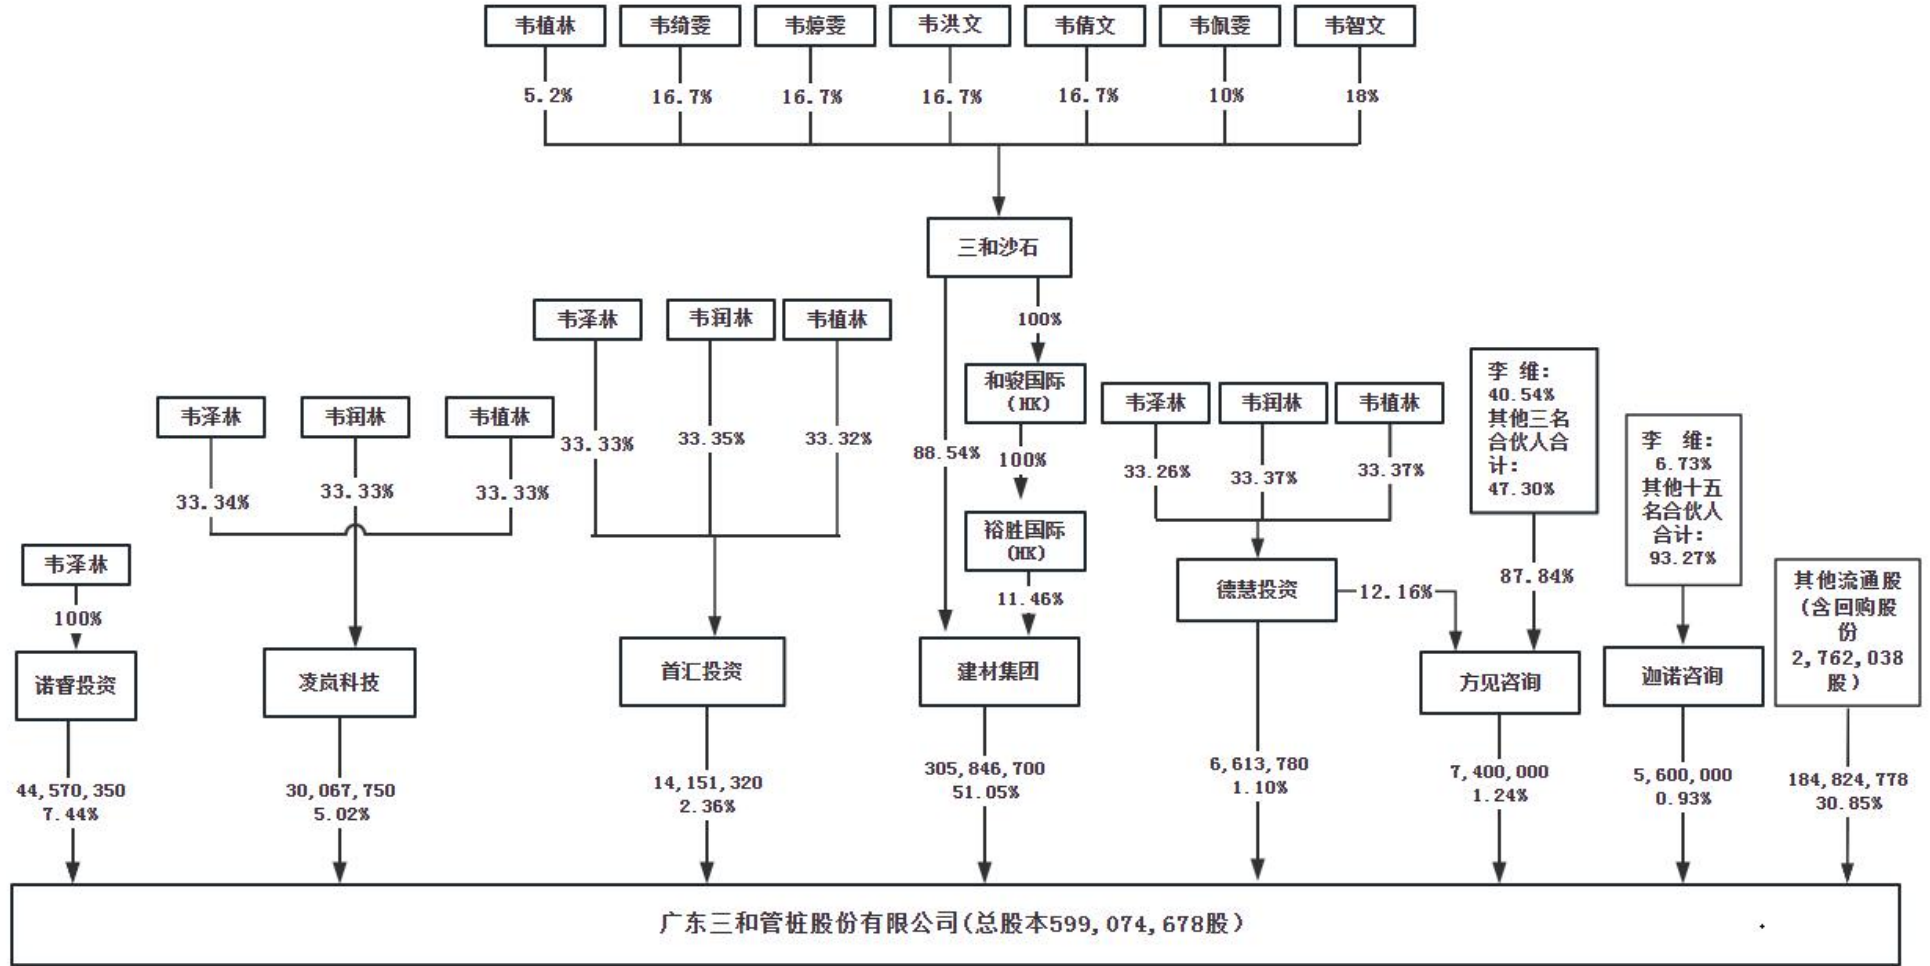 韦植林
韦绮雯
韦婷雯
韦洪文
韦倩文
韦佩雯
韦智文
5.2%
16.7%
16.7%
16.7%
16.7%
10%
18%
三和沙石
韦泽林
韦润林
韦植林
100%
和骏国际
(HK)
韦泽林
韦润林
韦植林
33.33%
33.35%
33.32%
88.54%
100%
韦泽林
韦润林
韦植林
33.26%
33.37%
33.37%
李 维:
40.54%
其他三名
合伙人合
计:
47.30%
李 维:
6.73%
其他十五
名合伙人
合计:
93.27%
33.34%
33.33%
33.33%
裕胜国际
(HK)
韦泽林
100%
11.46%
德慧投资
12.16%
87.84%
其他流通股
(含回购股
份
2,762,038
股)
诺睿投资
凌岚科技
首汇投资
建材集团
方见咨询
迦诺咨询
44,570,350
7.44%
30,067,750
5.02%
14,151,320
2.36%
305,846,700
51.05%
6,613,780
1.10%
7,400,000
1.24%
5,600,000
0.93%
184,824,778
30.85%
广东三和管桩股份有限公司(总股本599,074,678股)